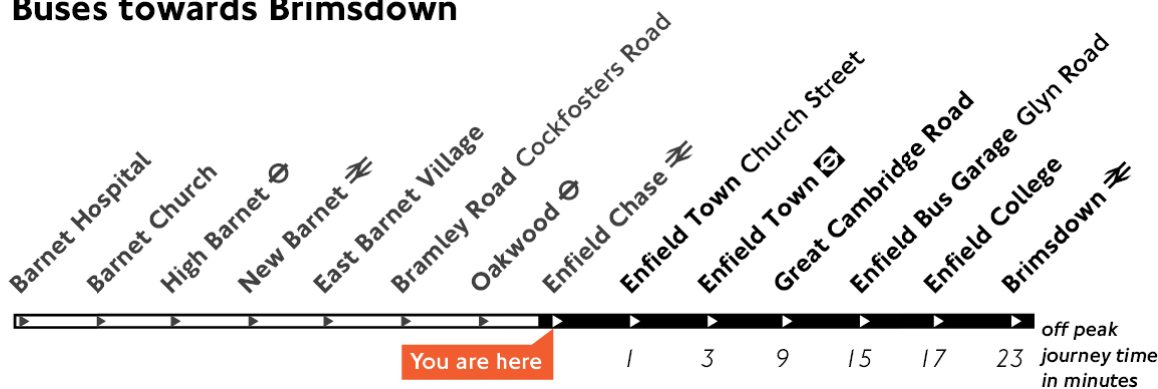 Buses towards Brimsdown
Barnet Hospital
Barnet Church
High Barnet
New Barnet
East Barnet Village
Bramley Road Cockfosters Road
Oakwood
Enfield Chase
Enfield Town Church Street
Enfield Town
Great Cambridge Road
Enfield Bus Garage Glyn Road
Enfield College
Brimsdown
You are here
1 3 9 15 17 23
off peak
journey time
in minutes